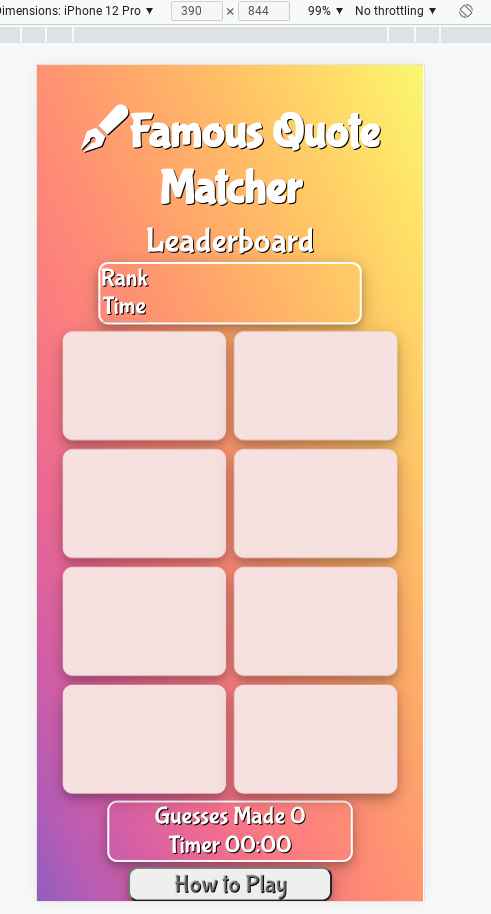 Dimensions: iPhone 12 Pro ▼ 390 × 844 99% ▼ No throttling ▼
Famous Quote
Matcher
Leaderboard
Rank
Time
Guesses Made 0
Timer 00:00
How to Play